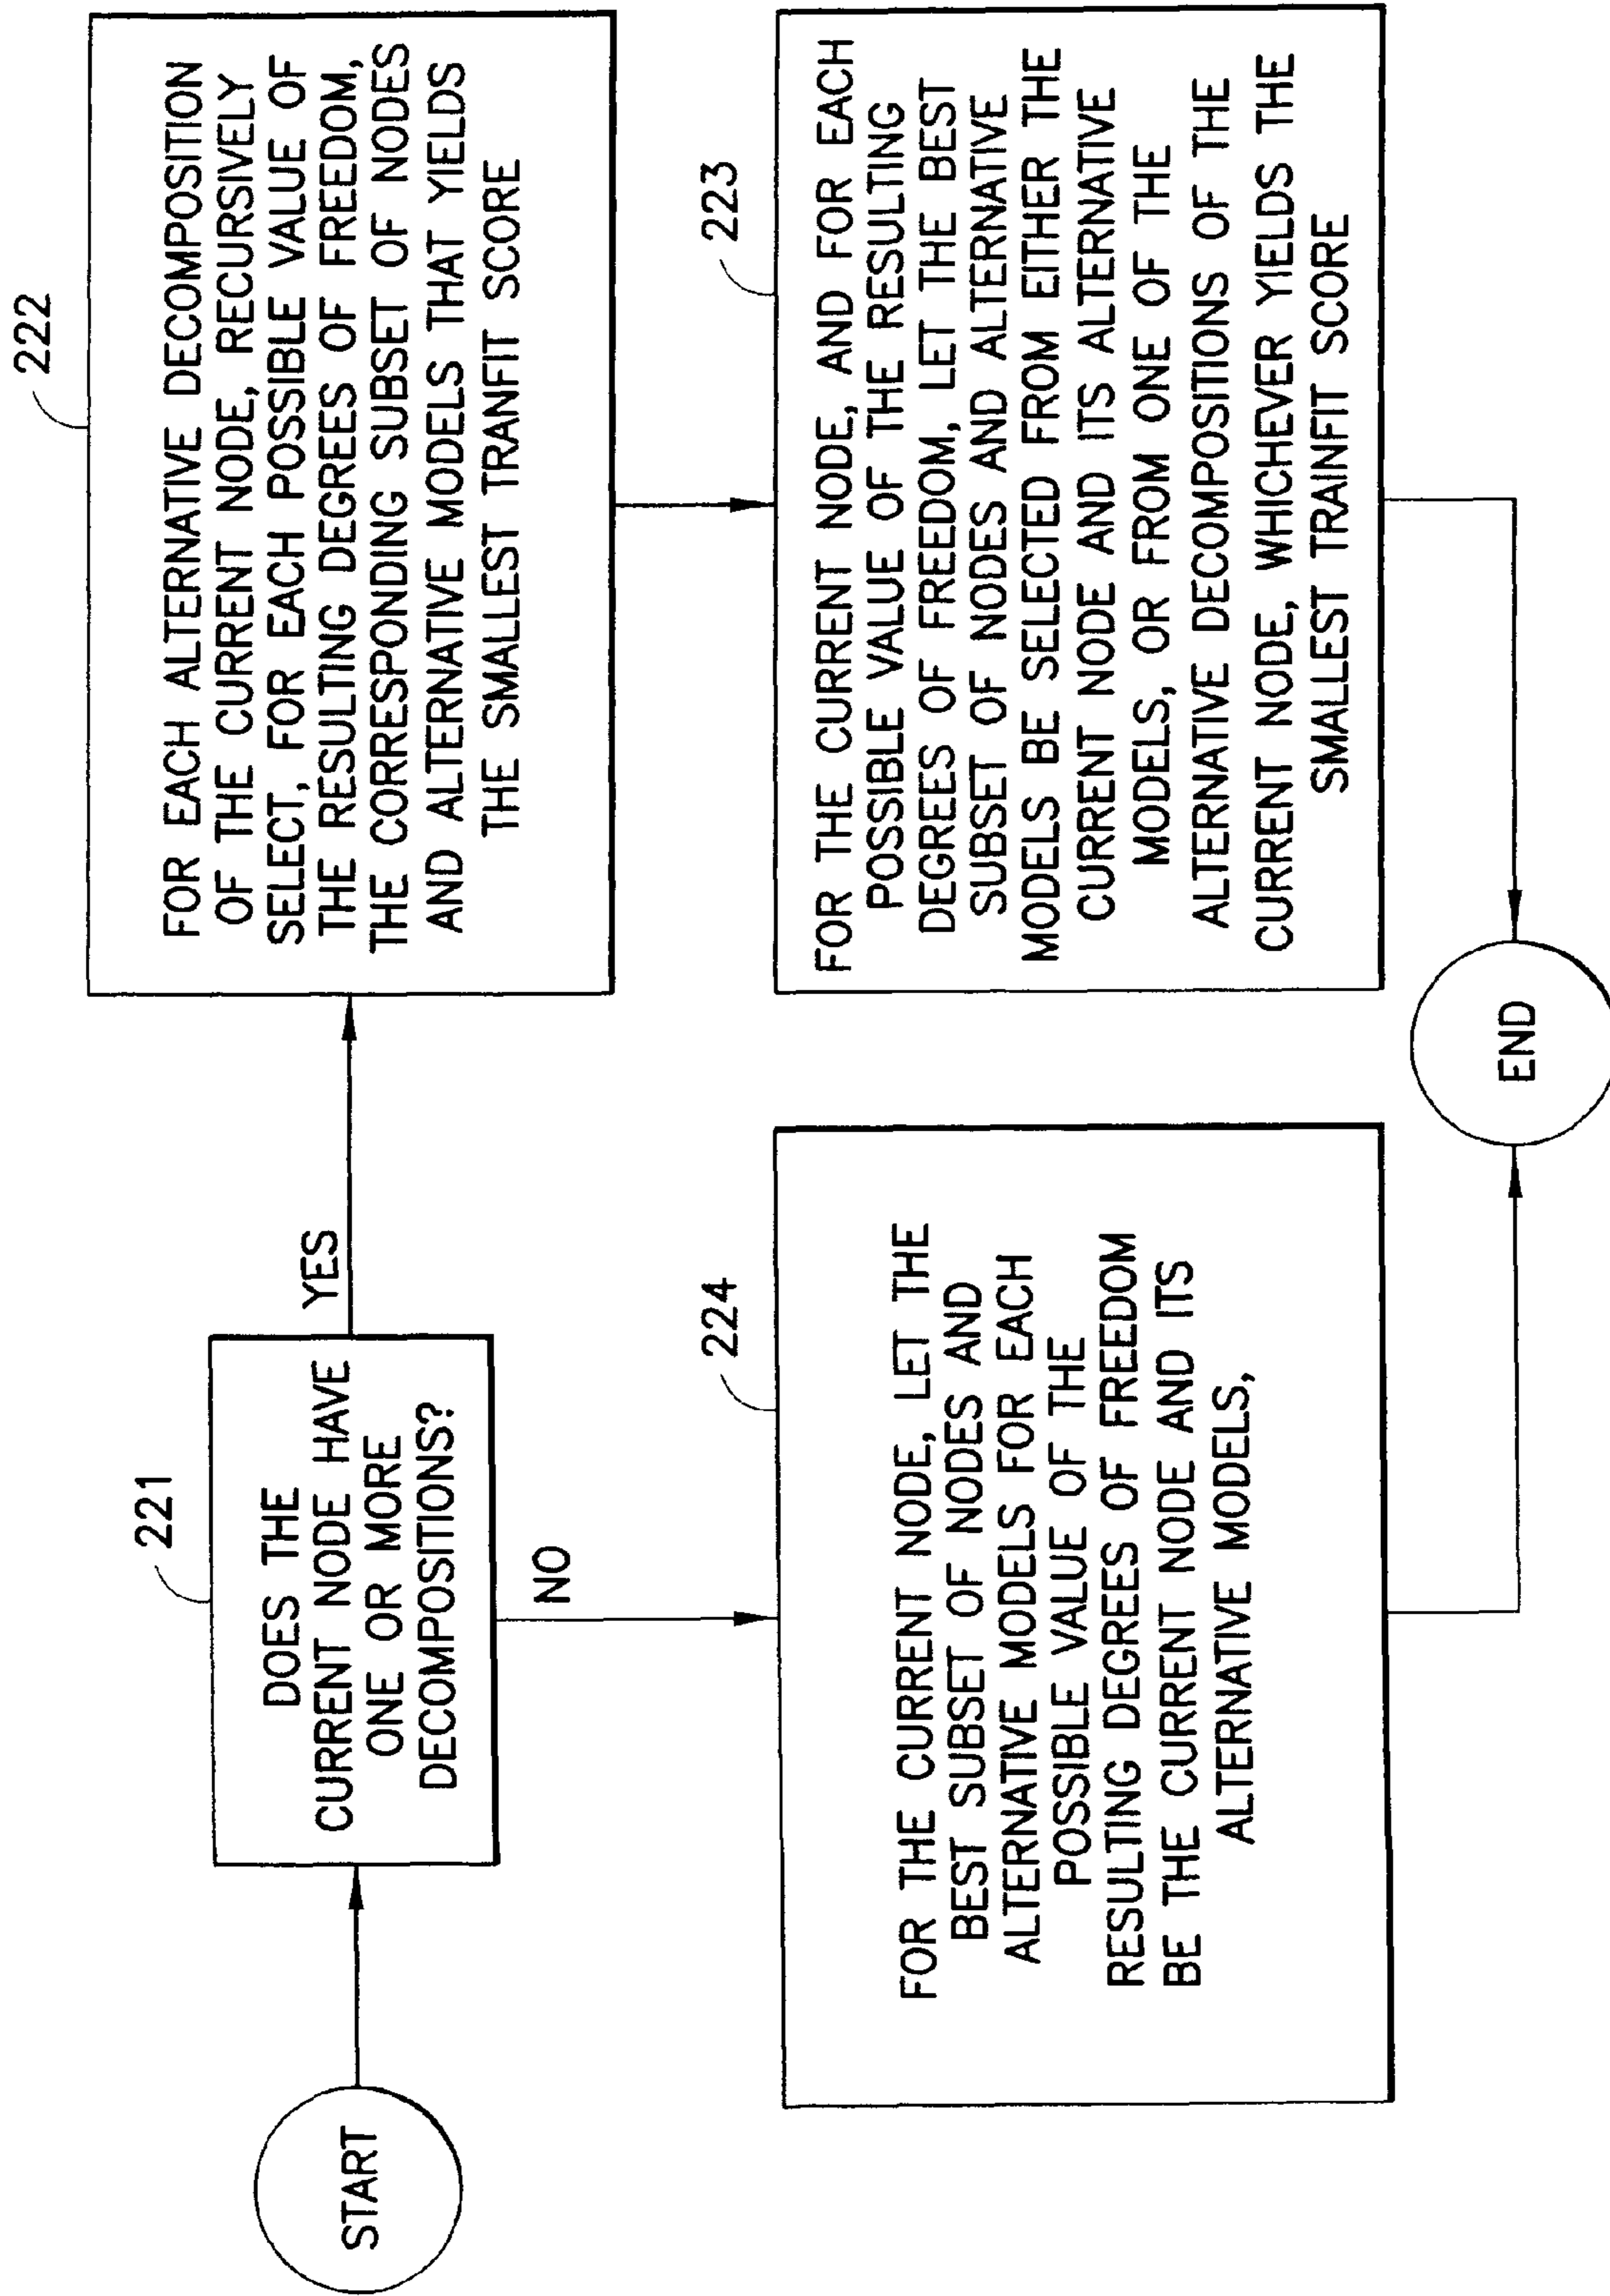 START
221
DOES THE
CURRENT NODE HAVE
ONE OR MORE
DECOMPOSITIONS?
YES
NO
222
FOR EACH ALTERNATIVE DECOMPOSITION
OF THE CURRENT NODE, RECURSIVELY
SELECT, FOR EACH POSSIBLE VALUE OF
THE RESULTING DEGREES OF FREEDOM,
THE CORRESPONDING SUBSET OF NODES
AND ALTERNATIVE MODELS THAT YIELDS
THE SMALLEST TRANFIT SCORE
224
FOR THE CURRENT NODE, LET THE
BEST SUBSET OF NODES AND
ALTERNATIVE MODELS FOR EACH
POSSIBLE VALUE OF THE
RESULTING DEGREES OF FREEDOM
BE THE CURRENT NODE AND ITS
ALTERNATIVE MODELS,
223
FOR THE CURRENT NODE, AND FOR EACH
POSSIBLE VALUE OF THE RESULTING
DEGREES OF FREEDOM, LET THE BEST
SUBSET OF NODES AND ALTERNATIVE
MODELS BE SELECTED FROM EITHER THE
CURRENT NODE AND ITS ALTERNATIVE
MODELS, OR FROM ONE OF THE
ALTERNATIVE DECOMPOSITIONS OF THE
CURRENT NODE, WHICHEVER YIELDS THE
SMALLEST TRAINFIT SCORE
END